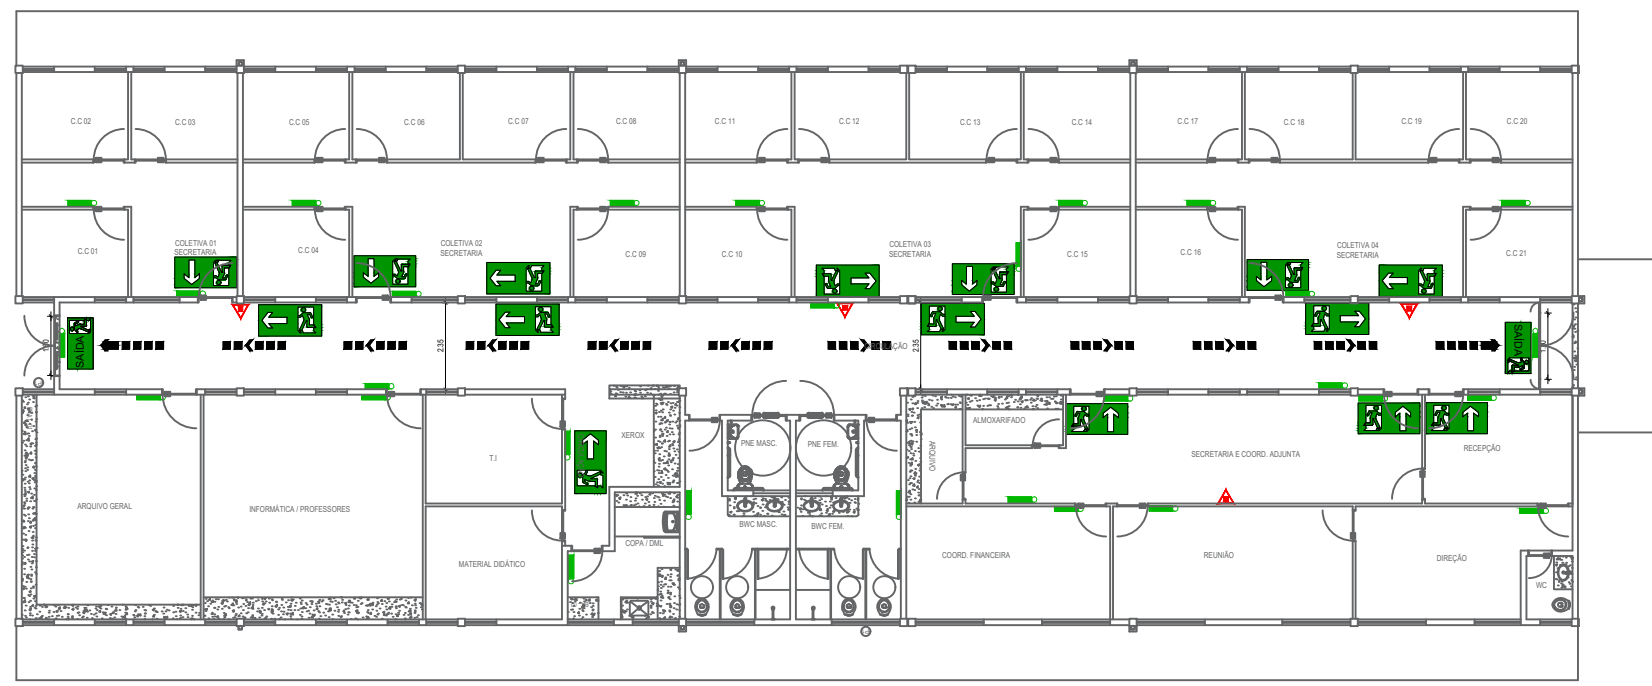 C.C 02
C.C 03
C.C 05
C.C 06
C.C 07
C.C 08
C.C 11
C.C 12
C.C 13
C.C 14
C.C 17
C.C 18
C.C 19
C.C 20
C.C 01
COLETIVA 01
SECRETARIA
C.C 04
COLETIVA 02
SECRETARIA
C.C 09
C.C 10
COLETIVA 03
SECRETARIA
C.C 15
C.C 16
COLETIVA 04
SECRETARIA
C.C 21
SAÍDA
2.35
2.35
SAÍDA
ARQUIVO GERAL
INFORMÁTICA / PROFESSORES
T.I
MATERIAL DIDÁTICO
XEROX
COPA / DML
PNE MASC.
PNE FEM.
BWC MASC.
BWC FEM.
ARQUIVO
ALMOXARIFADO
SECRETARIA E COORD. ADJUNTA
RECEPÇÃO
COORD. FINANCEIRA
REUNIÃO
DIREÇÃO
WC